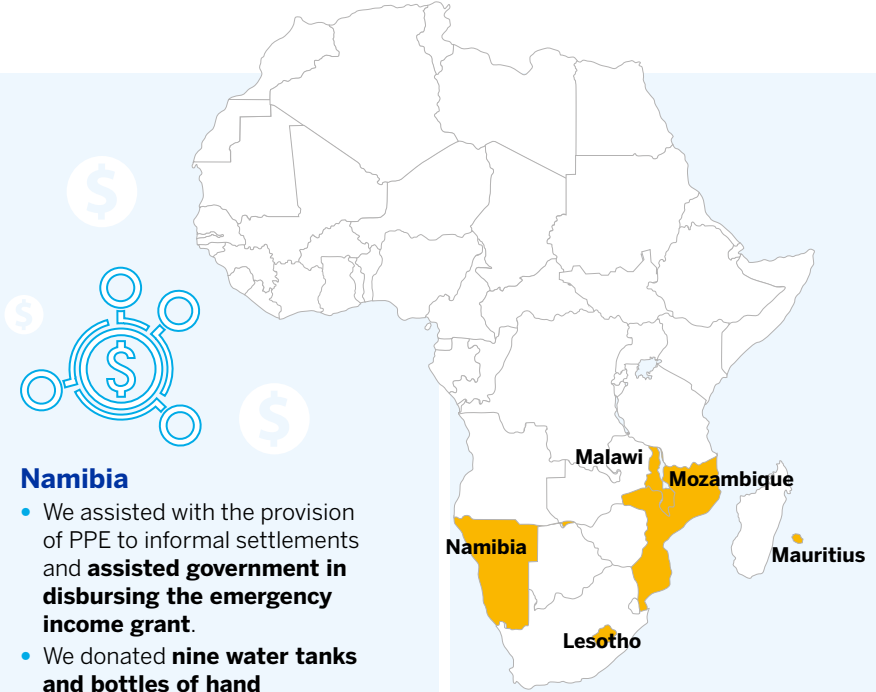 $
$
$
$
Namibia
• We assisted with the provision
of PPE to informal settlements
and assisted government in
disbursing the emergency
income grant.
• We donated nine water tanks
and bottles of hand
Malawi
Mozambique
Namibia
Mauritius
Lesotho